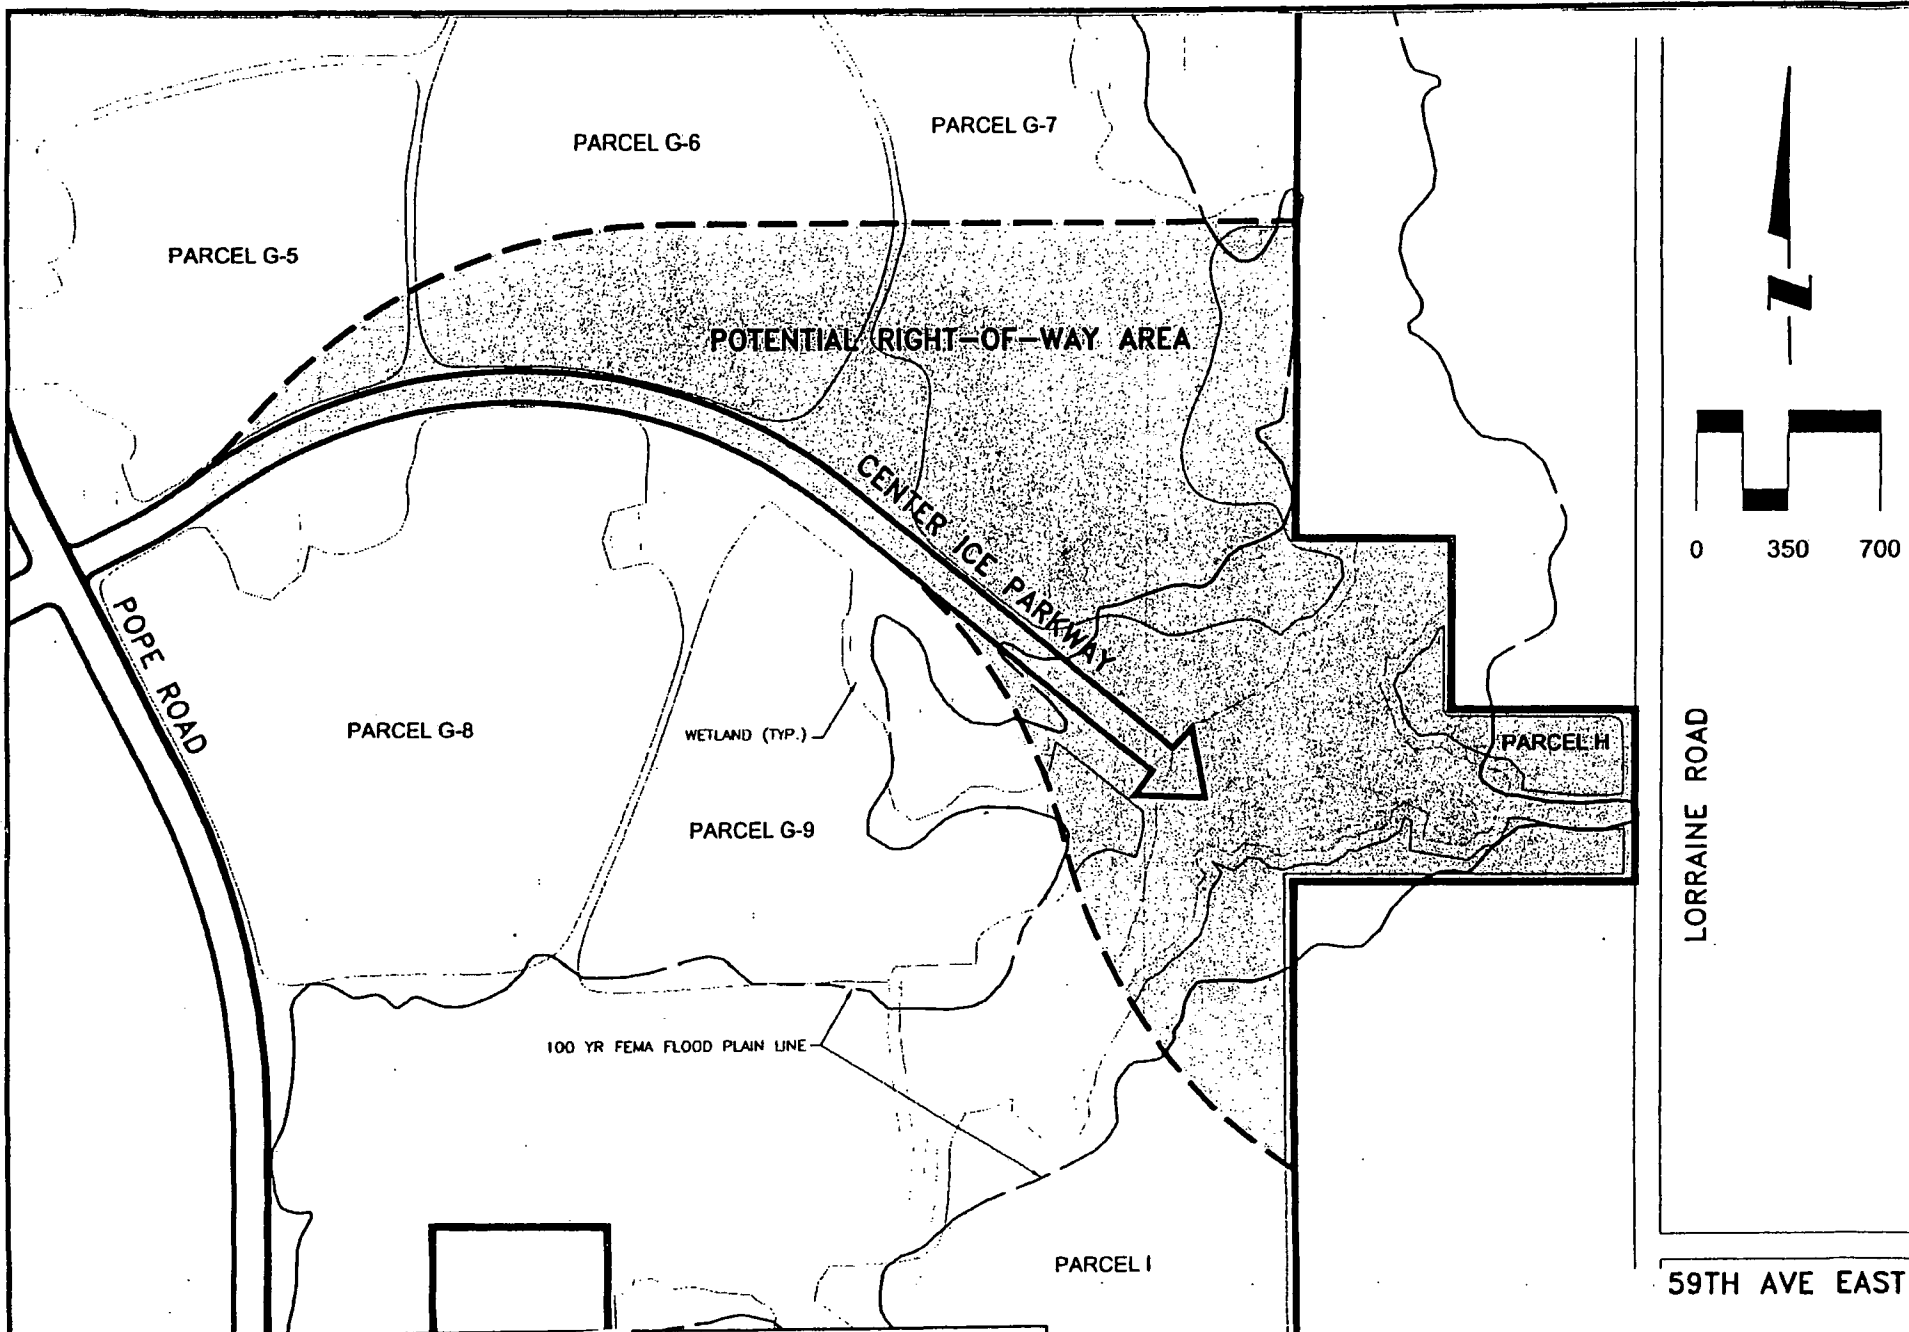 PARCEL G-7
PARCEL G-6
PARCEL G-5
POTENTIAL RIGHT-OF-WAY AREA
N
0 350 700
CENTER ICE PARKWAY
POPE ROAD
PARCEL G-8
WETLAND (TYP.)
PARCEL H
LORRAINE ROAD
PARCEL G-9
100 YR FEMA FLOOD PLAIN LINE
PARCEL I
59TH AVE EAST